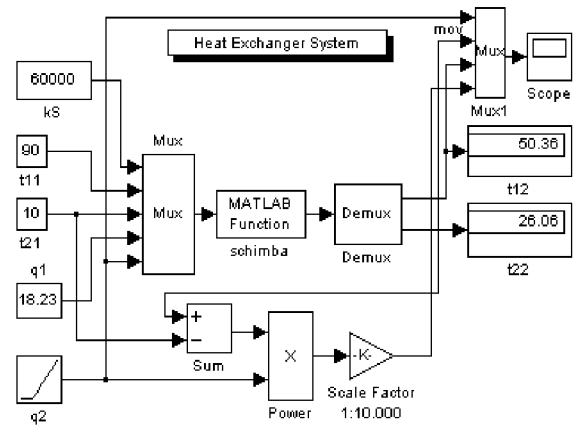 Heat Exchanger System
mov
60000
kS
Mux
Mux1
Scope
90
t11
Mux
Mux
10
t21
MATLAB
Function
schimba
Demux
Demux
50.36
t12
26.06
t22
q1
18.23
+
−
Sum
X
Power
-K-
Scale Factor
1:10.000
q2